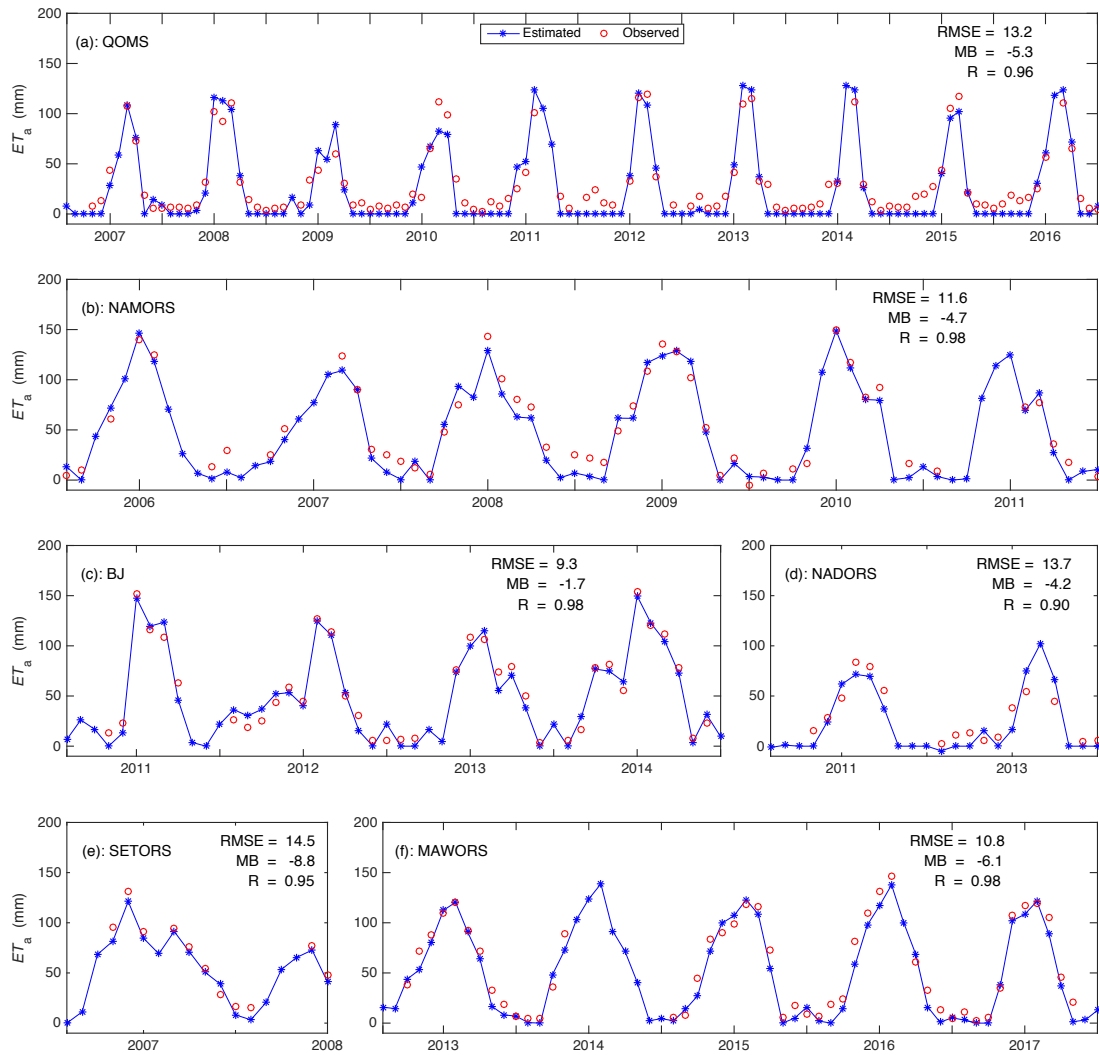 (a): QOMS
Estimated
Observed
RMSE = 13.2
MB = -5.3
R = 0.96
ETa (mm)
200
150
100
50
0
2007 2008 2009 2010 2011 2012 2013 2014 2015 2016
(b): NAMORS
RMSE = 11.6
MB = -4.7
R = 0.98
ETa (mm)
200
150
100
50
0
2006 2007 2008 2009 2010 2011
(c): BJ
RMSE = 9.3
MB = -1.7
R = 0.98
ETa (mm)
200
150
100
50
0
2011 2012 2013 2014
(d): NADORS
RMSE = 13.7
MB = -4.2
R = 0.90
200
150
100
50
0
2011 2013
(e): SETORS
RMSE = 14.5
MB = -8.8
R = 0.95
ETa (mm)
200
150
100
50
0
2007 2008
(f): MAWORS
RMSE = 10.8
MB = -6.1
R = 0.98
200
150
100
50
0
2013 2014 2015 2016 2017